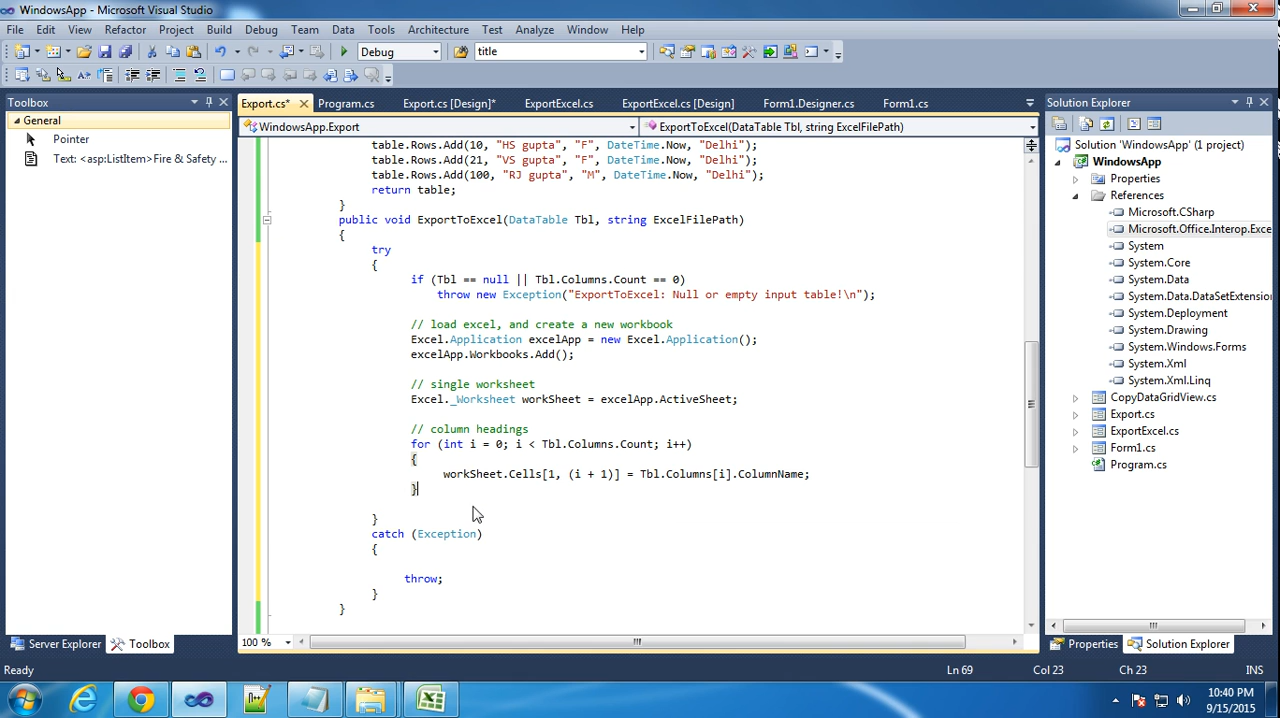 WindowsApp - Microsoft Visual Studio
File Edit View Refactor Project Build Debug Team Data Tools Architecture Test Analyze Window Help
Debug title
Toolbox
General
Pointer
Text: <asp:ListItem>Fire & Safety ...
Export.cs* Program.cs Export.cs [Design]* ExportExcel.cs ExportExcel.cs [Design] Form1.Designer.cs Form1.cs
WindowsApp.Export ExportToExcel(DataTable Tbl, string ExcelFilePath)
table.Rows.Add(10, "HS gupta", "F", DateTime.Now, "Delhi");
table.Rows.Add(21, "VS gupta", "F", DateTime.Now, "Delhi");
table.Rows.Add(100, "RJ gupta", "M", DateTime.Now, "Delhi");
return table;
}
public void ExportToExcel(DataTable Tbl, string ExcelFilePath)
{
try
{
if (Tbl == null || Tbl.Columns.Count == 0)
throw new Exception("ExportToExcel: Null or empty input table!\n");
// load excel, and create a new workbook
Excel.Application excelApp = new Excel.Application();
excelApp.Workbooks.Add();
// single worksheet
Excel._Worksheet workSheet = excelApp.ActiveSheet;
// column headings
for (int i = 0; i < Tbl.Columns.Count; i++)
{
workSheet.Cells[1, (i + 1)] = Tbl.Columns[i].ColumnName;
}
}
catch (Exception)
{
throw;
}
}
100 %
Solution Explorer
Solution 'WindowsApp' (1 project)
WindowsApp
Properties
References
Microsoft.CSharp
Microsoft.Office.Interop.Exce
System
System.Core
System.Data
System.Data.DataSetExtension
System.Deployment
System.Drawing
System.Windows.Forms
System.Xml
System.Xml.Linq
CopyDataGridView.cs
Export.cs
ExportExcel.cs
Form1.cs
Program.cs
Server Explorer Toolbox
Properties Solution Explorer
Ready Ln 69 Col 23 Ch 23 INS
10:40 PM
9/15/2015